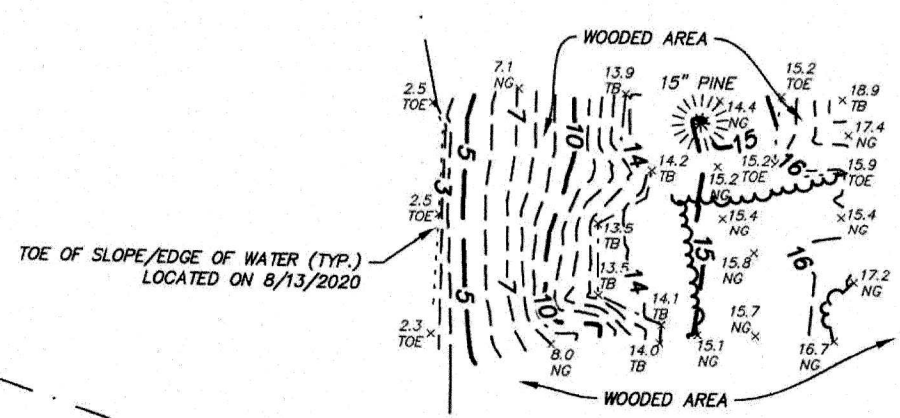 WOODED AREA
15.2
TOE
7.1
NG
13.9
TB
15" PINE
18.9
TB
2.5
TOE
14.4
NG
17.4
NG
7
10
15
5
14
14.2
TB
15.2
TOE
16
15.9
TOE
3
15.2
NG
2.5
TOE
15.4
NG
15.4
NG
13.5
TB
15
16
TOE OF SLOPE/EDGE OF WATER (TYP.)
LOCATED ON 8/13/2020
15.8
NG
13.5
TB
14
17.2
NG
5
7
10
14.1
TB
2.3
TOE
15.7
NG
8.0
NG
14.0
TB
15.1
NG
16.7
NG
WOODED AREA